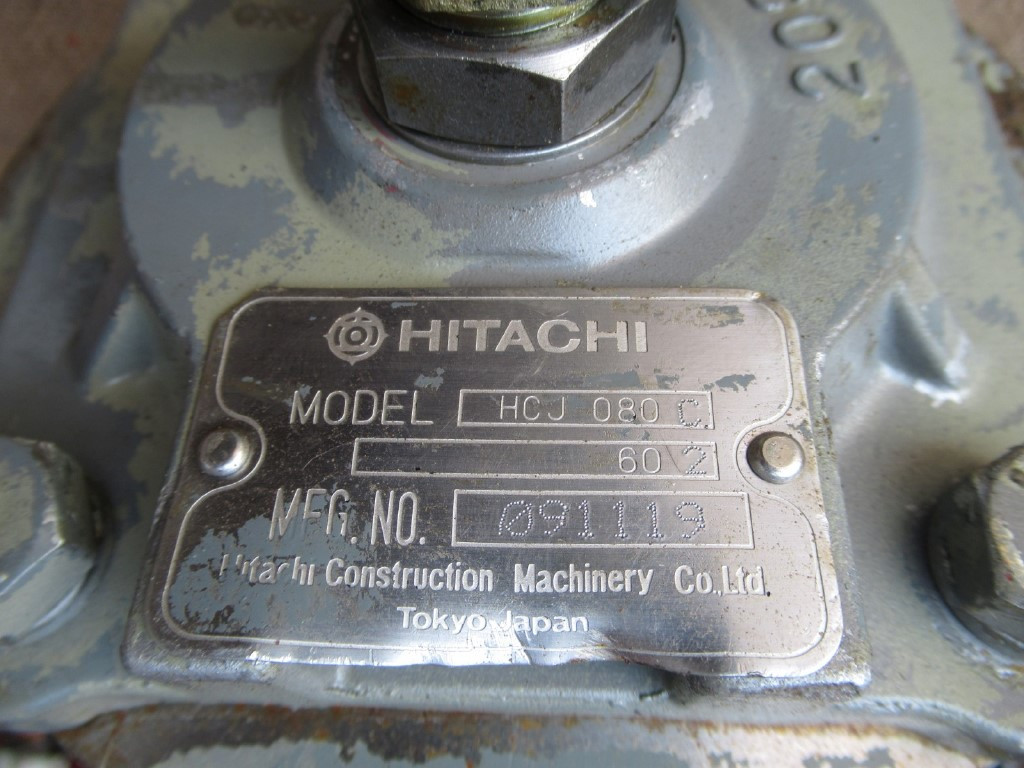 HITACHI
MODEL HCJ 080 C
60 2
MFG. NO. 091119
Hitachi Construction Machinery Co.,Ltd.
Tokyo Japan